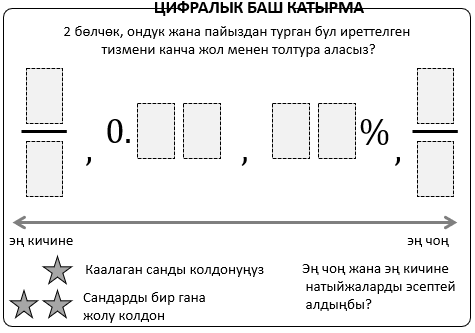 ЦИФРАЛЫК БАШ КАТЫРМА
2 бөлчөк, ондук жана пайыздан турган бул иреттелген
тизмени канча жол менен толтура аласыз?
, 0. , %,
эң кичине эң чоң
Каалаган санды колдонуңуз
Сандарды бир гана
жолу колдон
Эң чоң жана эң кичине
натыйжаларды эсептей
алдыңбы?